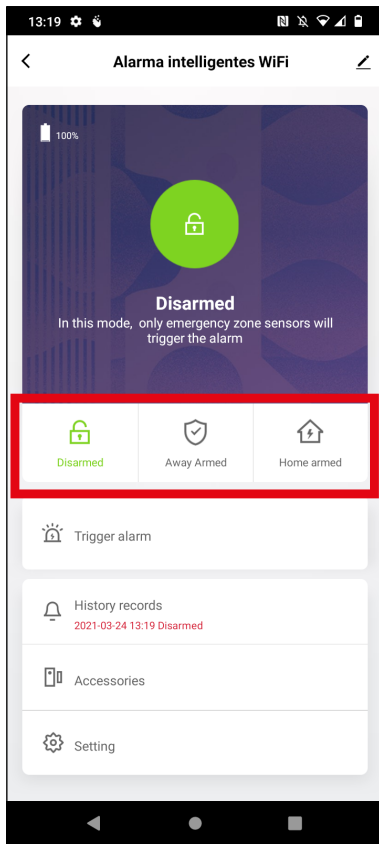 13:19
Alarma intelligentes WiFi
100%
Disarmed
In this mode, only emergency zone sensors will
trigger the alarm
Disarmed Away Armed Home armed
Trigger alarm
History records
2021-03-24 13:19 Disarmed
Accessories
Setting